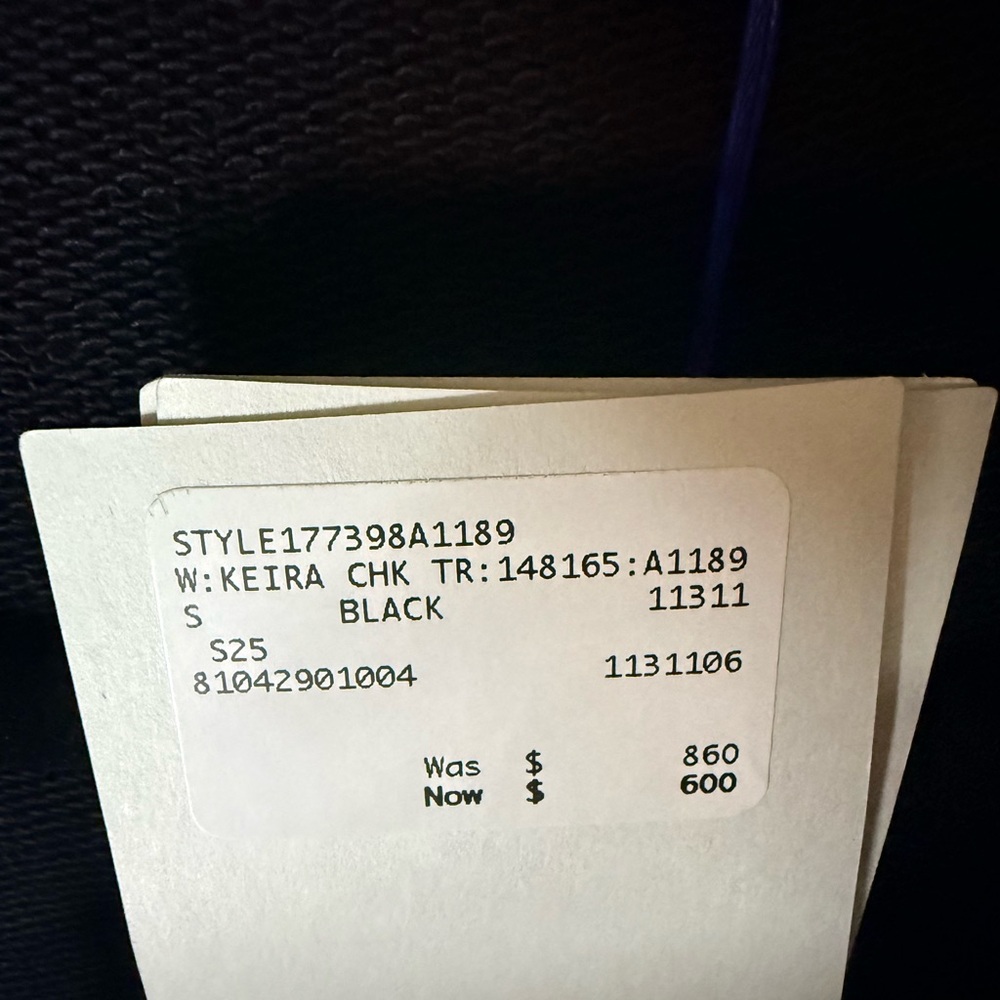 STYLE177398A1189
W:KEIRA CHK TR:148165:A1189
S BLACK 11311
S25
81042901004 1131106
Was $ 860
Now $ 600